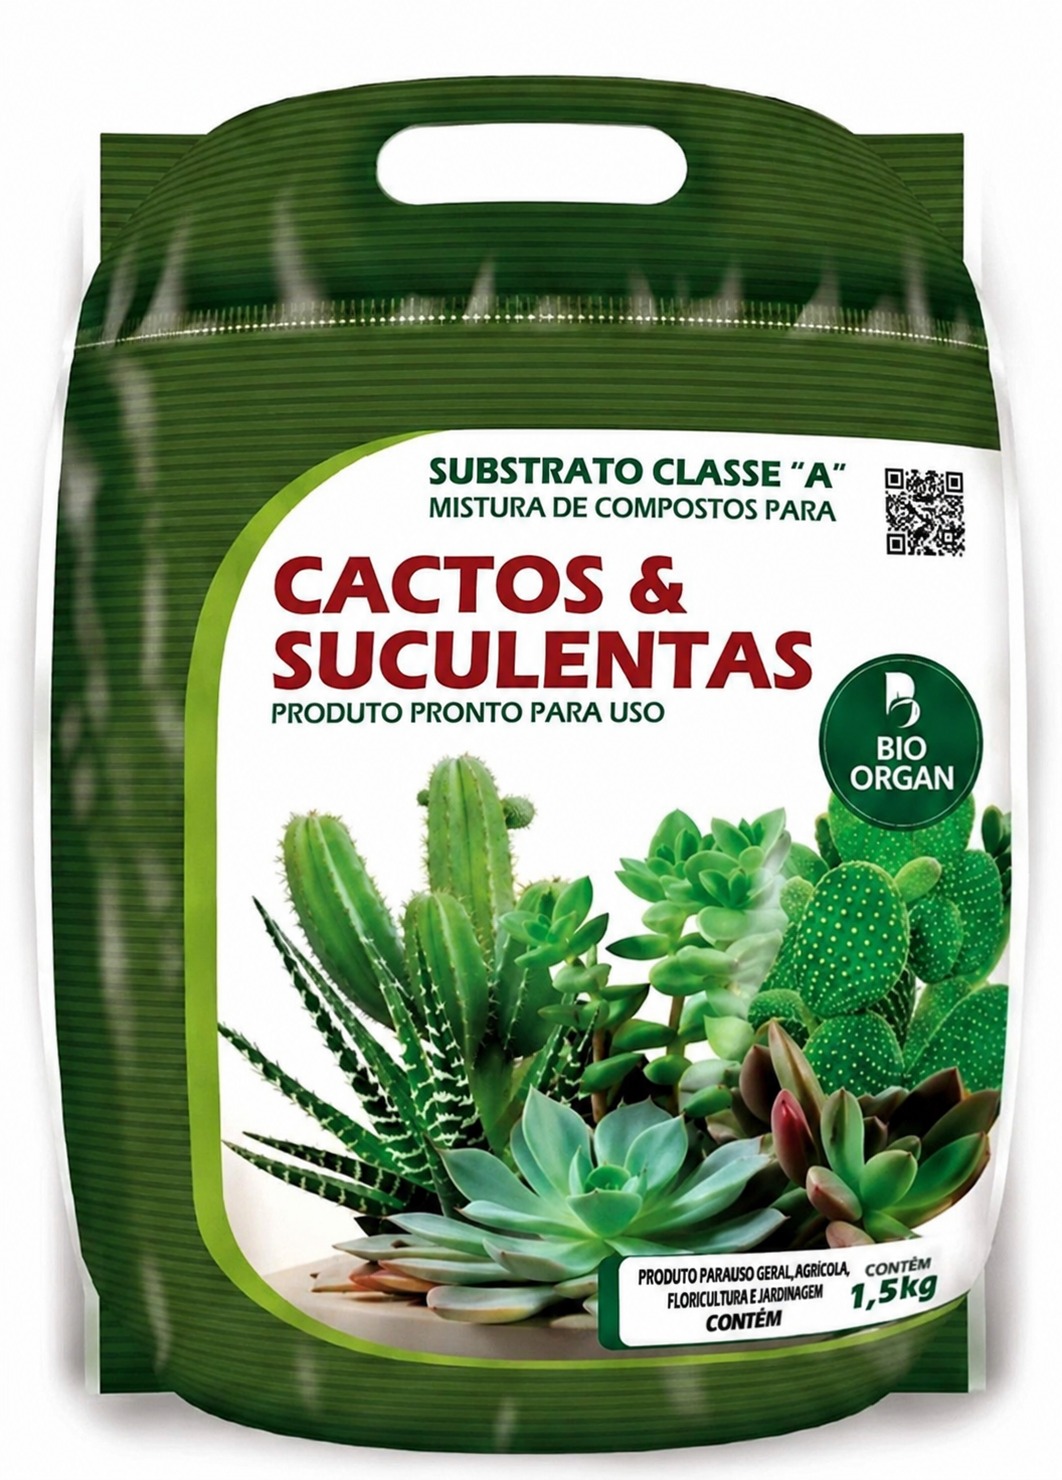 SUBSTRATO CLASSE "A"
MISTURA DE COMPOSTOS PARA
CACTOS &
SUCULENTAS
PRODUTO PRONTO PARA USO
BIO
ORGAN
PRODUTO PARAUSO GERAL, AGRÍCOLA,
FLORICULTURA E JARDINAGEM
CONTÉM
CONTÉM
1,5kg